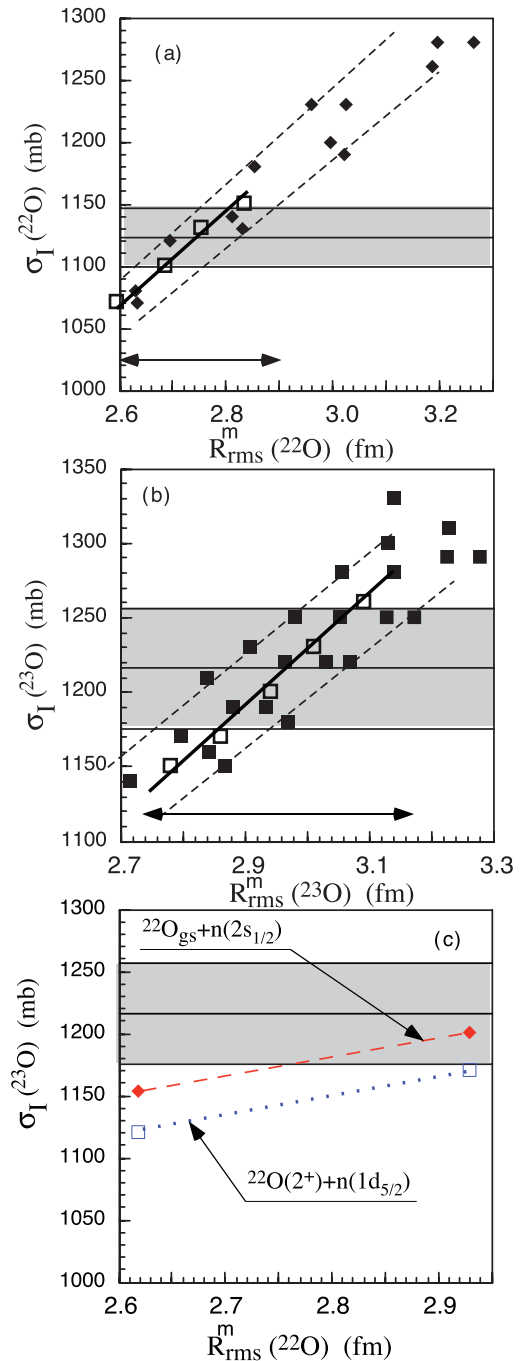 1300
(a)
1250
1200
1150
1100
1050
1000
σI (22O) (mb)
2.6 2.8 3.0 3.2
Rmrms (22O) (fm)
1350
(b)
1300
1250
1200
1150
1100
σI (23O) (mb)
2.7 2.9 3.1 3.3
Rmrms (23O) (fm)
1300
22Ogs+n(2s1/2)
(c)
1250
1200
1150
22O(2+)+n(1d5/2)
1100
1050
1000
σI (23O) (mb)
2.6 2.7 2.8 2.9
Rmrms (22O) (fm)